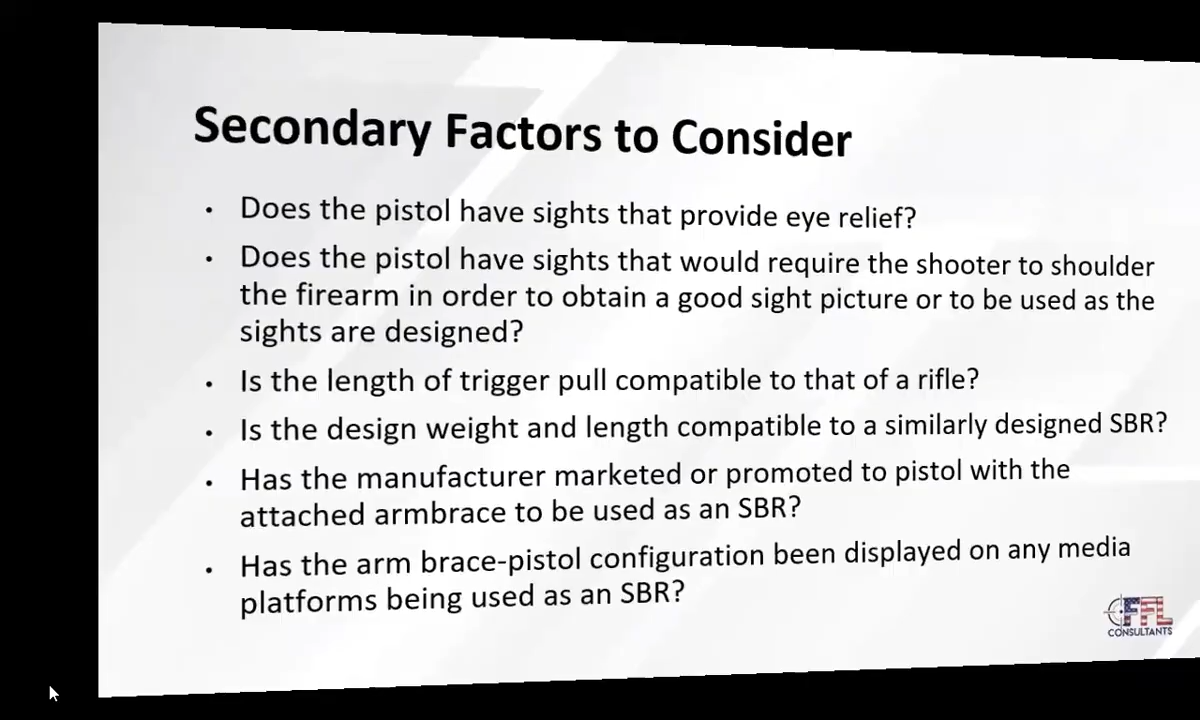 Secondary Factors to Consider
• Does the pistol have sights that provide eye relief?
• Does the pistol have sights that would require the shooter to shoulder
the firearm in order to obtain a good sight picture or to be used as the
sights are designed?
• Is the length of trigger pull compatible to that of a rifle?
• Is the design weight and length compatible to a similarly designed SBR?
• Has the manufacturer marketed or promoted to pistol with the
attached armbrace to be used as an SBR?
• Has the arm brace-pistol configuration been displayed on any media
platforms being used as an SBR?
FFL
CONSULTANTS